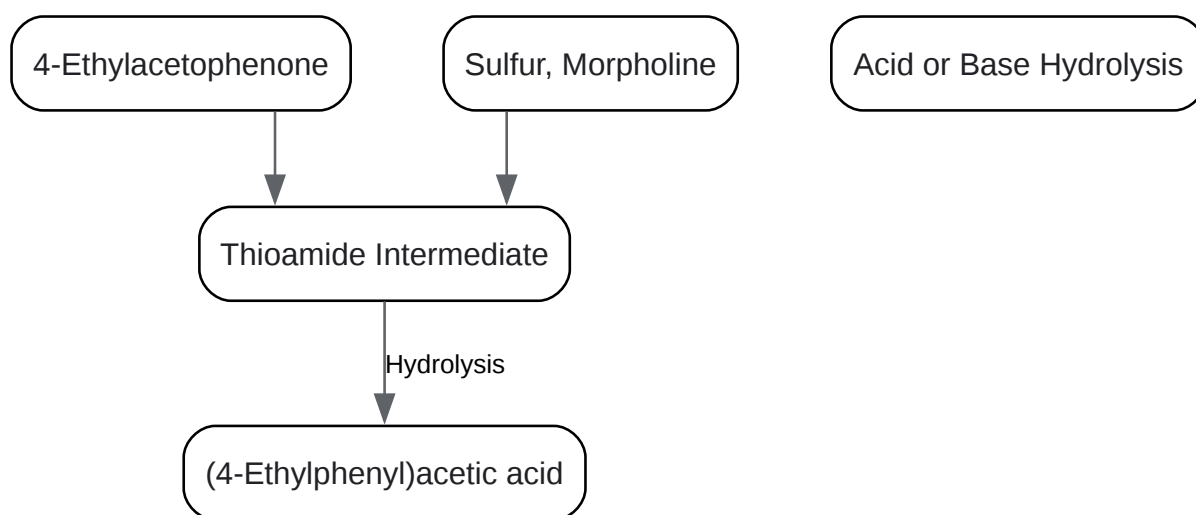 4-Ethylacetophenone
Sulfur, Morpholine
Acid or Base Hydrolysis
Thioamide Intermediate
Hydrolysis
(4-Ethylphenyl)acetic acid